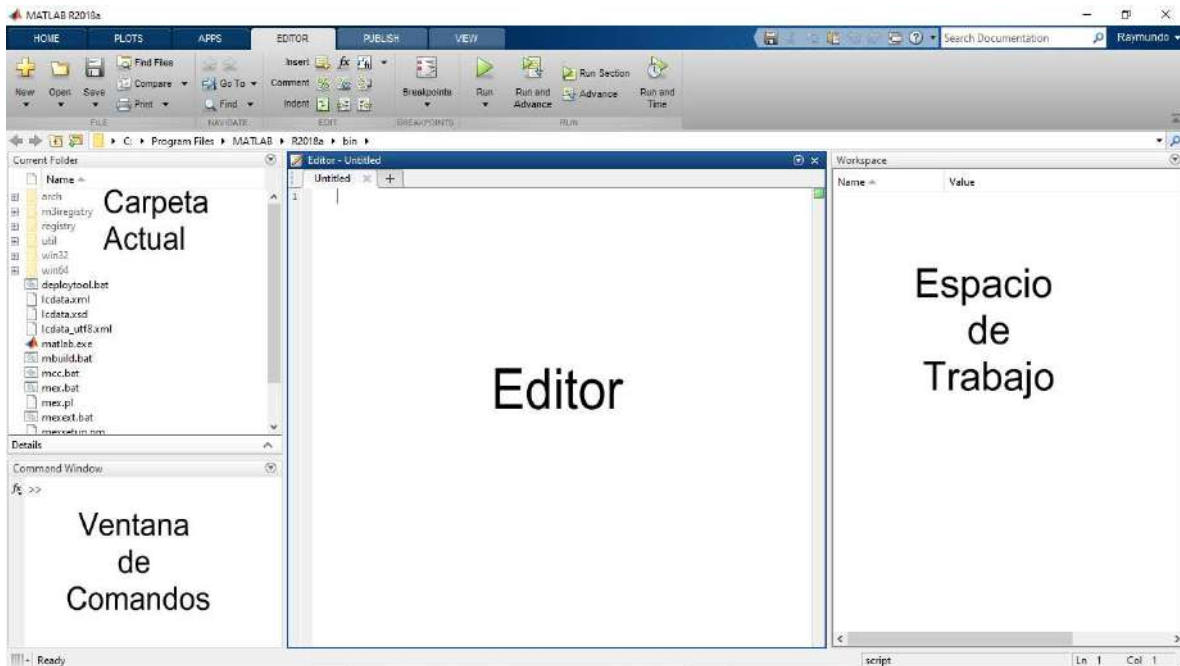 MATLAB R2018a
HOME PLOTS APPS EDITOR PUBLISH VIEW
Search Documentation
Raymundo
New
Open
Save
Find Files
Compare
Print
Go To
Find
Insert
fx
Comment
Indent
Breakpoints
Run
Run and
Advance
Run Section
Advance
Run and
Time
FILE NAVIGATE EDIT BREAKPOINTS RUN
C: Program Files MATLAB R2018a bin
Current Folder
Name
arch
m3iregistry
registry
util
win32
win64
deploytool.bat
lcdata.xml
lcdata.xsd
lcdata_utf8.xml
matlab.exe
mbuild.bat
mcc.bat
mex.bat
mex.pl
mexext.bat
mexsetup.pm
Carpeta
Actual
Details
Command Window
fx >>
Ventana
de
Comandos
Editor - Untitled
Untitled +
1
Editor
Workspace
Name Value
Espacio
de
Trabajo
Ready
script
Ln 1 Col 1